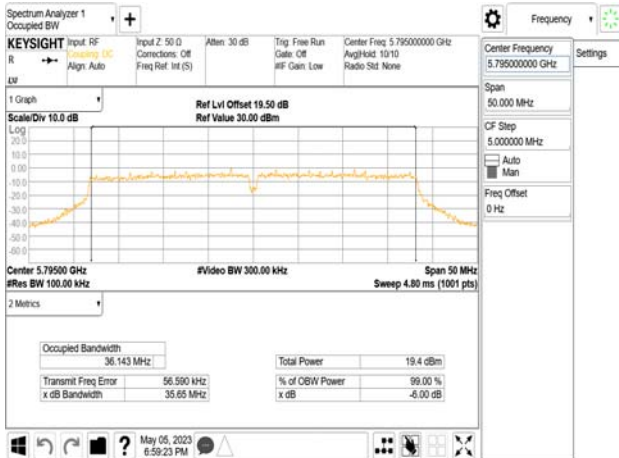 Spectrum Analyzer 1
Occupied BW
+
Frequency
KEYSIGHT
R
Input: RF
Coupling: DC
Align: Auto
Input Z: 50 Ω
Corrections: Off
Freq Ref: Int (S)
Atten: 30 dB
Trig: Free Run
Gate: Off
#IF Gain: Low
Center Freq: 5.795000000 GHz
Avg|Hold: 10/10
Radio Std: None
Center Frequency
5.795000000 GHz
Settings
Span
50.000 MHz
CF Step
5.000000 MHz
Auto
Man
Freq Offset
0 Hz
1 Graph
Scale/Div 10.0 dB
Ref Lvl Offset 19.50 dB
Ref Value 30.00 dBm
Log
20.0
10.0
0.00
-10.0
-20.0
-30.0
-40.0
-50.0
-60.0
Center 5.79500 GHz
#Res BW 100.00 kHz
#Video BW 300.00 kHz
Span 50 MHz
Sweep 4.80 ms (1001 pts)
2 Metrics
Occupied Bandwidth
36.143 MHz
Total Power 19.4 dBm
Transmit Freq Error 56.590 kHz
% of OBW Power 99.00 %
x dB Bandwidth 35.65 MHz
x dB -6.00 dB
?
May 05, 2023
6:59:23 PM